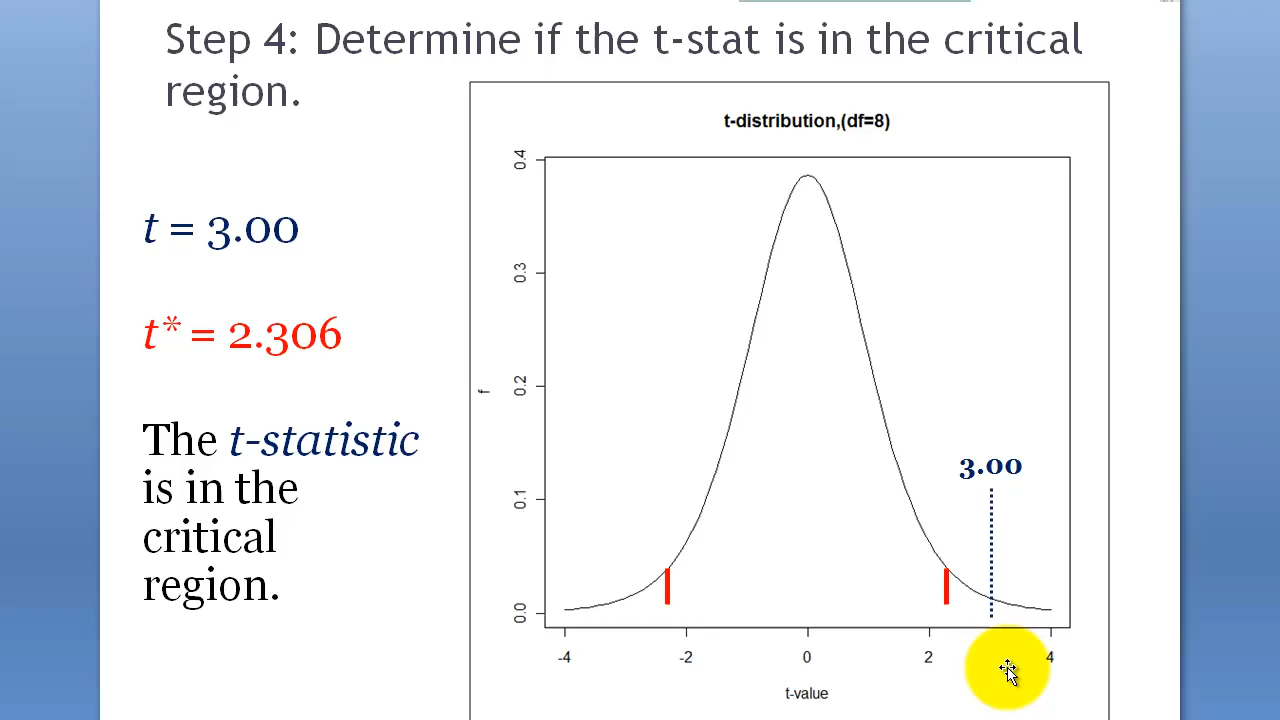 Step 4: Determine if the t-stat is in the critical
region.
t-distribution,(df=8)
t = 3.00
t* = 2.306
The t-statistic
is in the
critical
region.
f
0.4
0.3
0.2
0.1
0.0
3.00
-4 -2 0 2 4
t-value